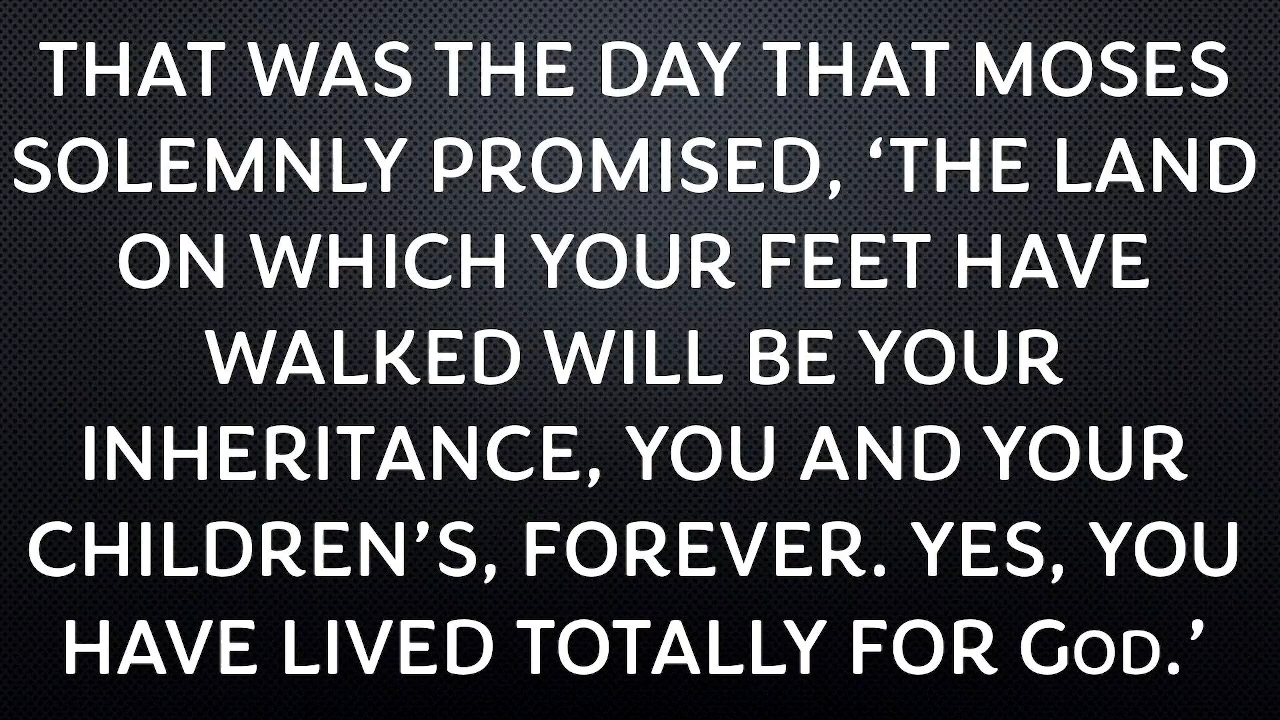 THAT WAS THE DAY THAT MOSES
SOLEMNLY PROMISED, ‘THE LAND
ON WHICH YOUR FEET HAVE
WALKED WILL BE YOUR
INHERITANCE, YOU AND YOUR
CHILDREN’S, FOREVER. YES, YOU
HAVE LIVED TOTALLY FOR GOD.’